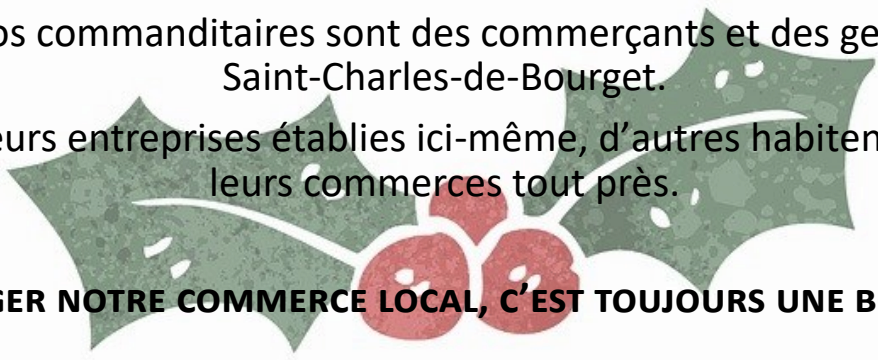 os commanditaires sont des commerçants et des ge
Saint-Charles-de-Bourget.
eurs entreprises établies ici-même, d’autres habiten
leurs commerces tout près.
GER NOTRE COMMERCE LOCAL, C’EST TOUJOURS UNE B